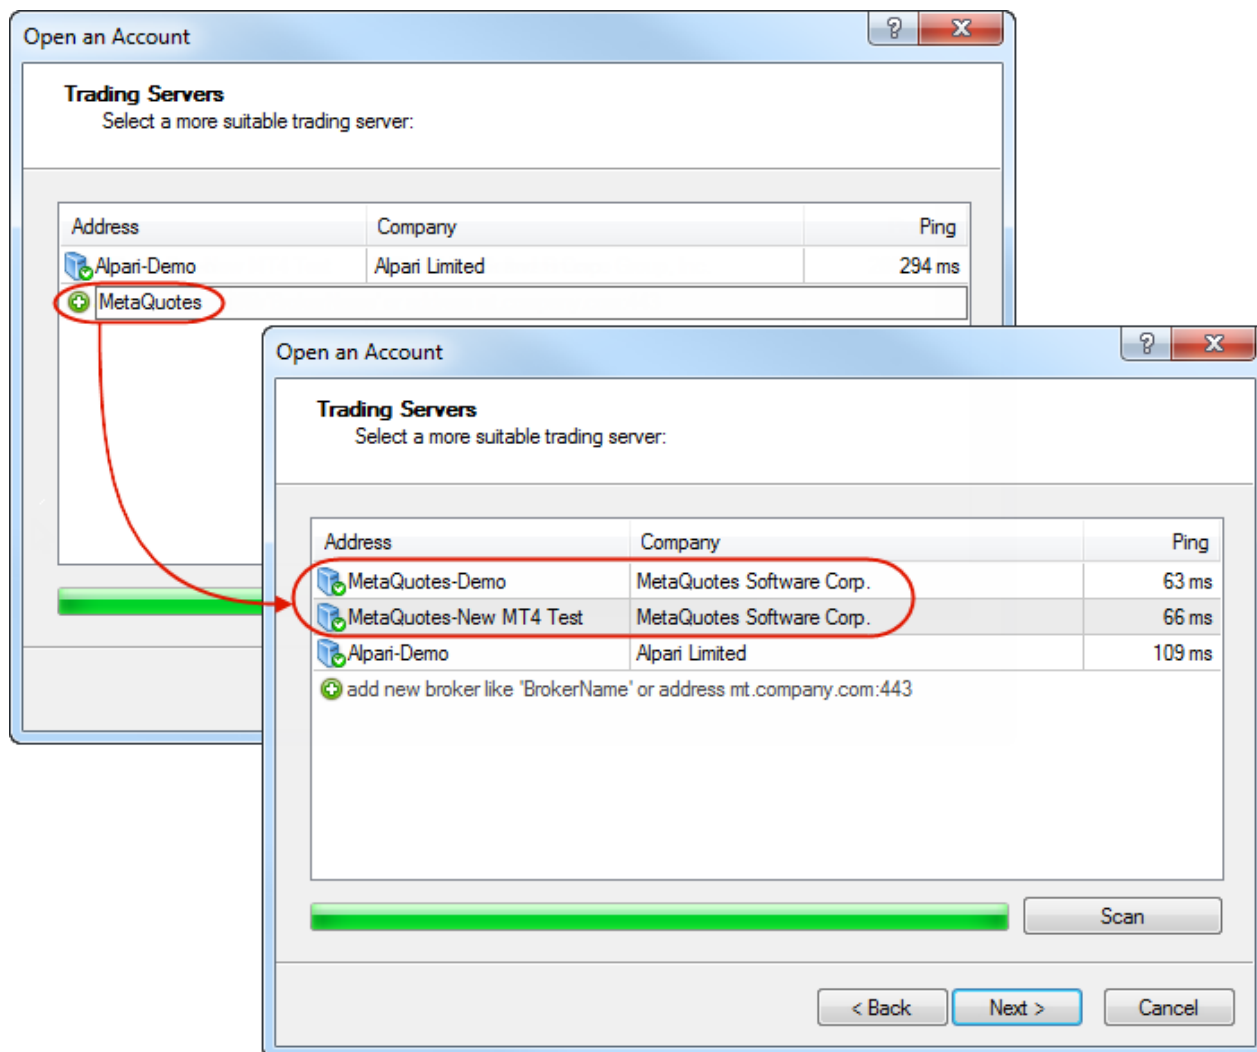 Open an Account
Trading Servers
Select a more suitable trading server:
Address Company Ping
Alpari-Demo Alpari Limited 294 ms
MetaQuotes
Open an Account
Trading Servers
Select a more suitable trading server:
Address Company Ping
MetaQuotes-Demo MetaQuotes Software Corp. 63 ms
MetaQuotes-New MT4 Test MetaQuotes Software Corp. 66 ms
Alpari-Demo Alpari Limited 109 ms
add new broker like 'BrokerName' or address mt.company.com:443
Scan
< Back Next > Cancel